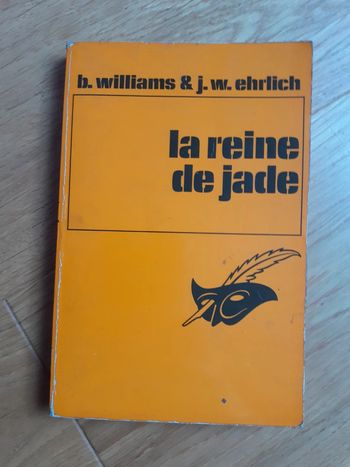 b. williams & j. w. ehrlich
la reine
de jade